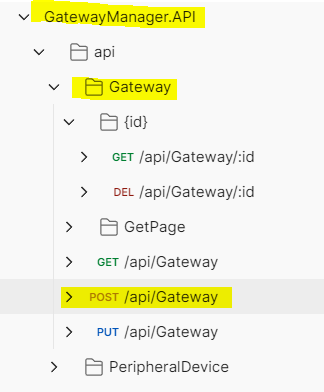 GatewayManager.API
api
Gateway
{id}
GET /api/Gateway/:id
DEL /api/Gateway/:id
GetPage
GET /api/Gateway
POST /api/Gateway
PUT /api/Gateway
PeripheralDevice